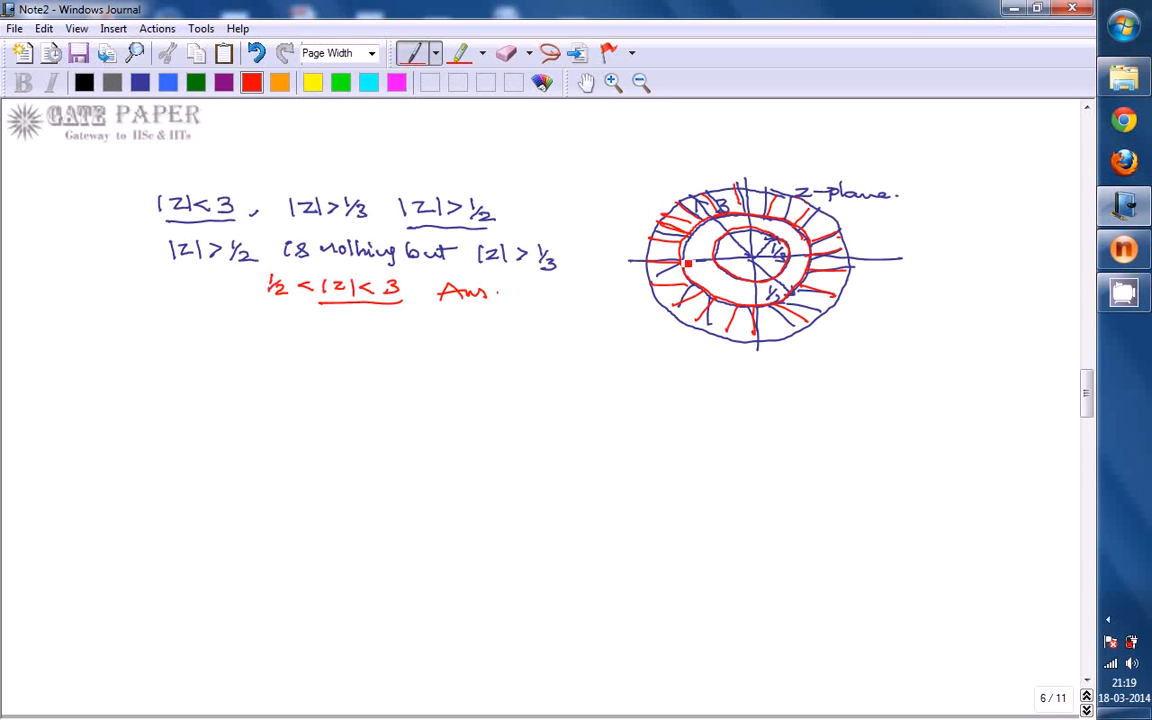 Note2 - Windows Journal
File Edit View Insert Actions Tools Help
Page Width
B I
GATE PAPER
Gateway to IISc & IITs
|Z|<3, |Z|>1/3 |Z|>1/2
|Z|>1/2 is nothing but |Z|>1/3
1/2<|Z|<3 Ans.
Z-plane.
3
1/3
1/2
6 / 11
21:19
18-03-2014